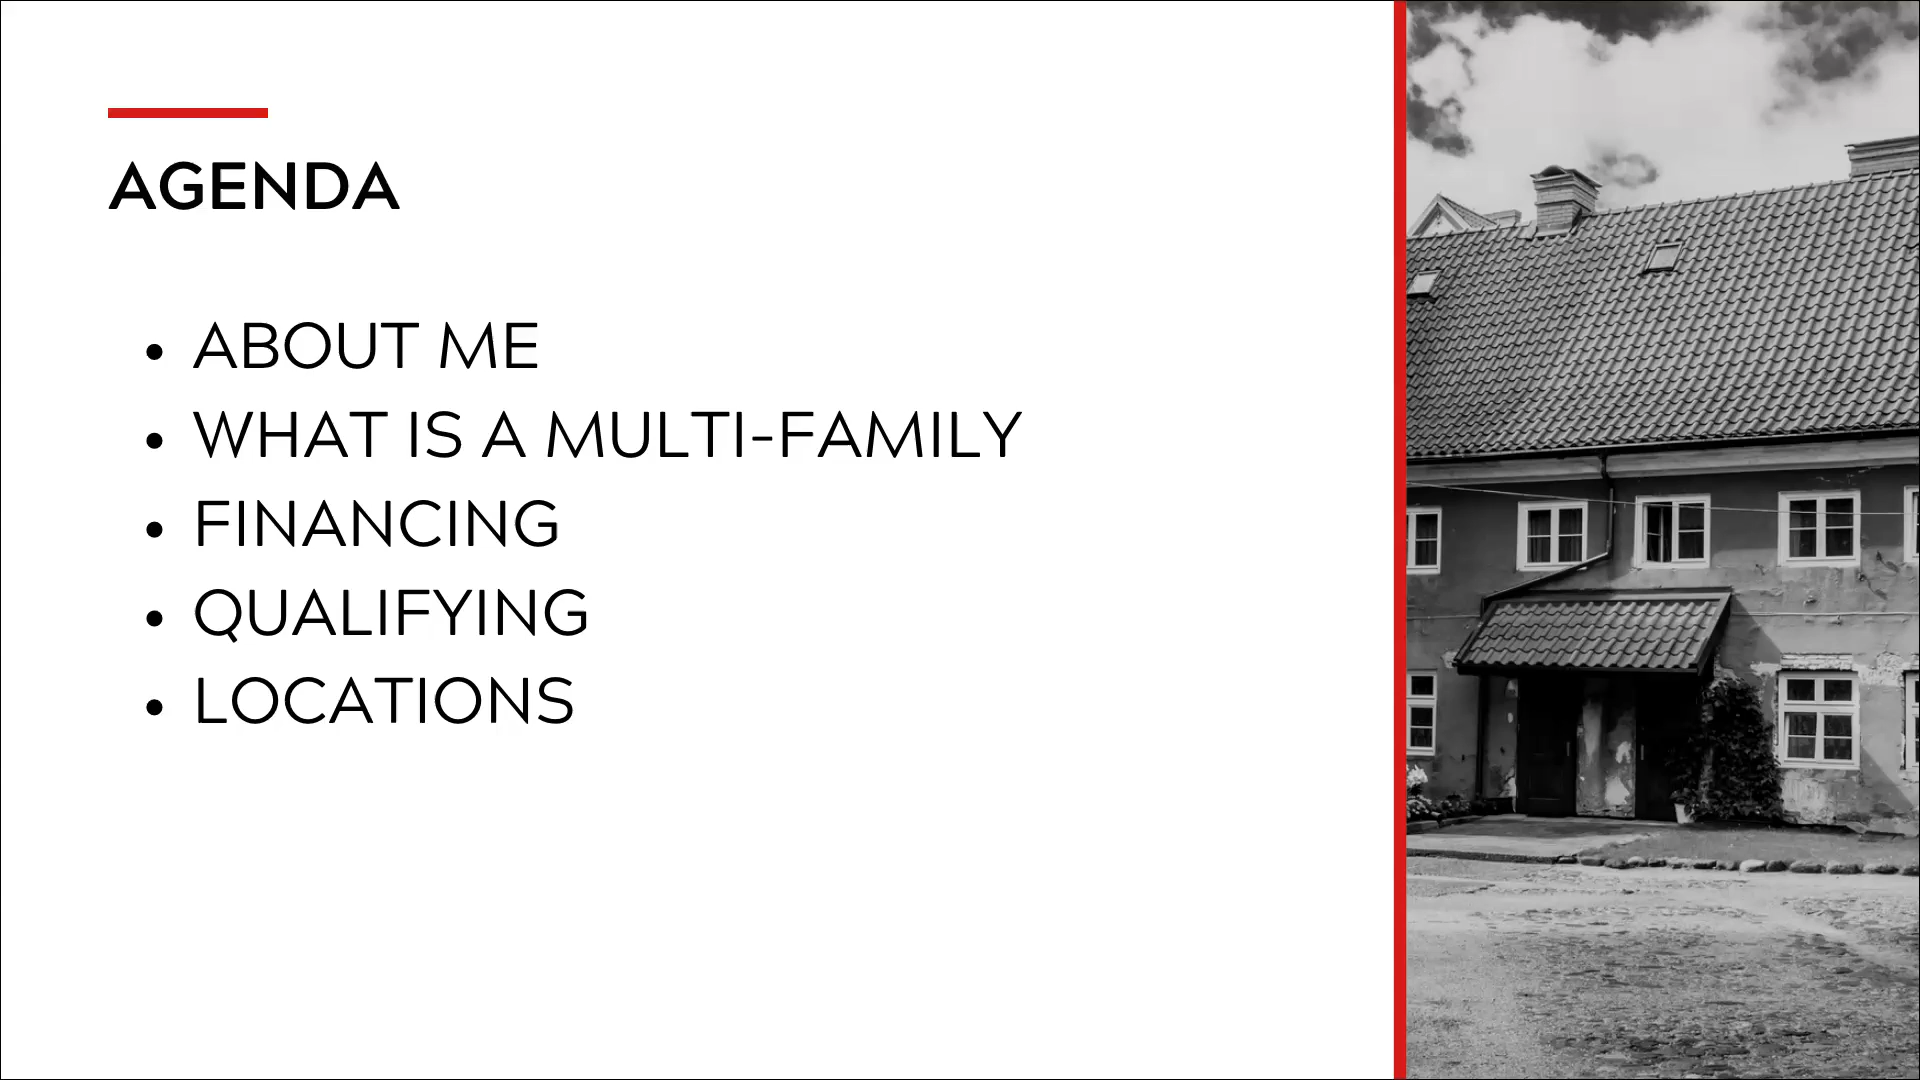 AGENDA
• ABOUT ME
• WHAT IS A MULTI-FAMILY
• FINANCING
• QUALIFYING
• LOCATIONS